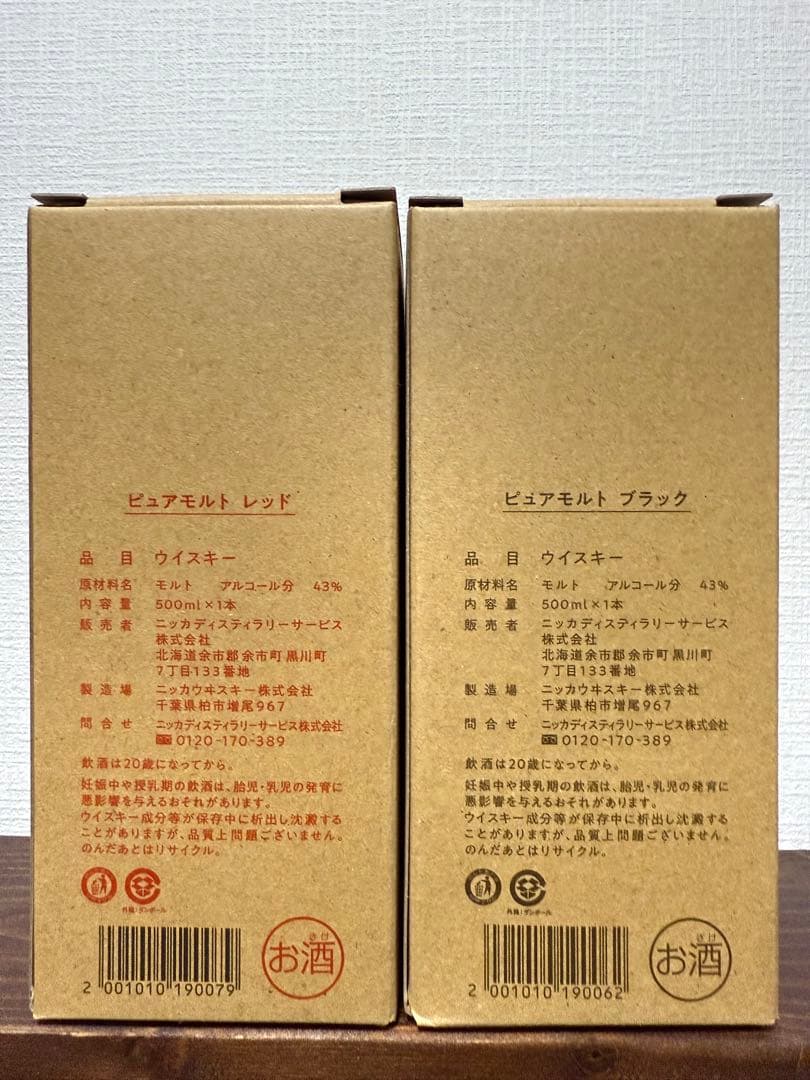 ピュアモルト レッド
品 目 ウイスキー
原材料名 モルト アルコール分 43%
内容量 500ml×1本
販売者 ニッカディスティラリーサービス
株式会社
北海道余市郡余市町黒川町
7丁目133番地
製造場 ニッカウヰスキー株式会社
千葉県柏市増尾967
問合せ ニッカディスティラリーサービス株式会社
0120-170-389
飲酒は20歳になってから。
妊娠中や授乳期の飲酒は、胎児・乳児の発育に
悪影響を与えるおそれがあります。
ウイスキー成分等が保存中に析出し沈澱する
ことがありますが、品質上問題ございません。
のんだあとはリサイクル。
外箱:ダンボール
2 001010 190079
さけ
お酒
ピュアモルト ブラック
品 目 ウイスキー
原材料名 モルト アルコール分 43%
内容量 500ml×1本
販売者 ニッカディスティラリーサービス
株式会社
北海道余市郡余市町黒川町
7丁目133番地
製造場 ニッカウヰスキー株式会社
千葉県柏市増尾967
問合せ ニッカディスティラリーサービス株式会社
0120-170-389
飲酒は20歳になってから。
妊娠中や授乳期の飲酒は、胎児・乳児の発育に
悪影響を与えるおそれがあります。
ウイスキー成分等が保存中に析出し沈澱する
ことがありますが、品質上問題ございません。
のんだあとはリサイクル。
外箱:ダンボール
2 001010 190062
さけ
お酒